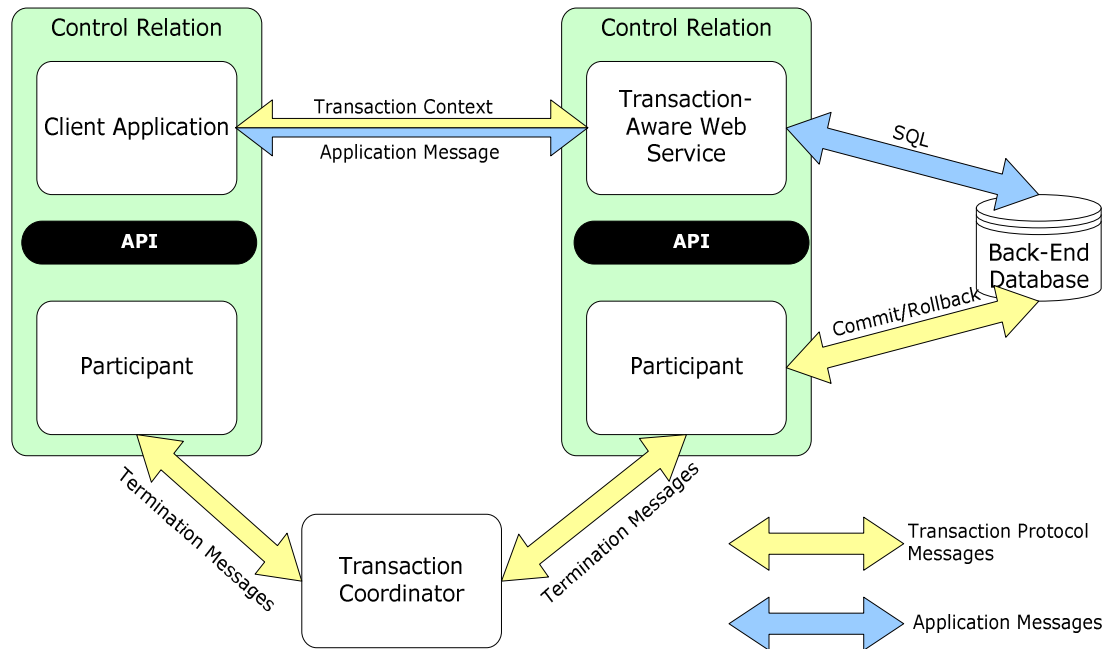 Control Relation
Control Relation
Client Application
Transaction Context
Application Message
Transaction-
Aware Web
Service
SQL
API
API
Back-End
Database
Commit/Rollback
Participant
Participant
Termination Messages
Termination Messages
Transaction
Coordinator
Transaction Protocol
Messages
Application Messages